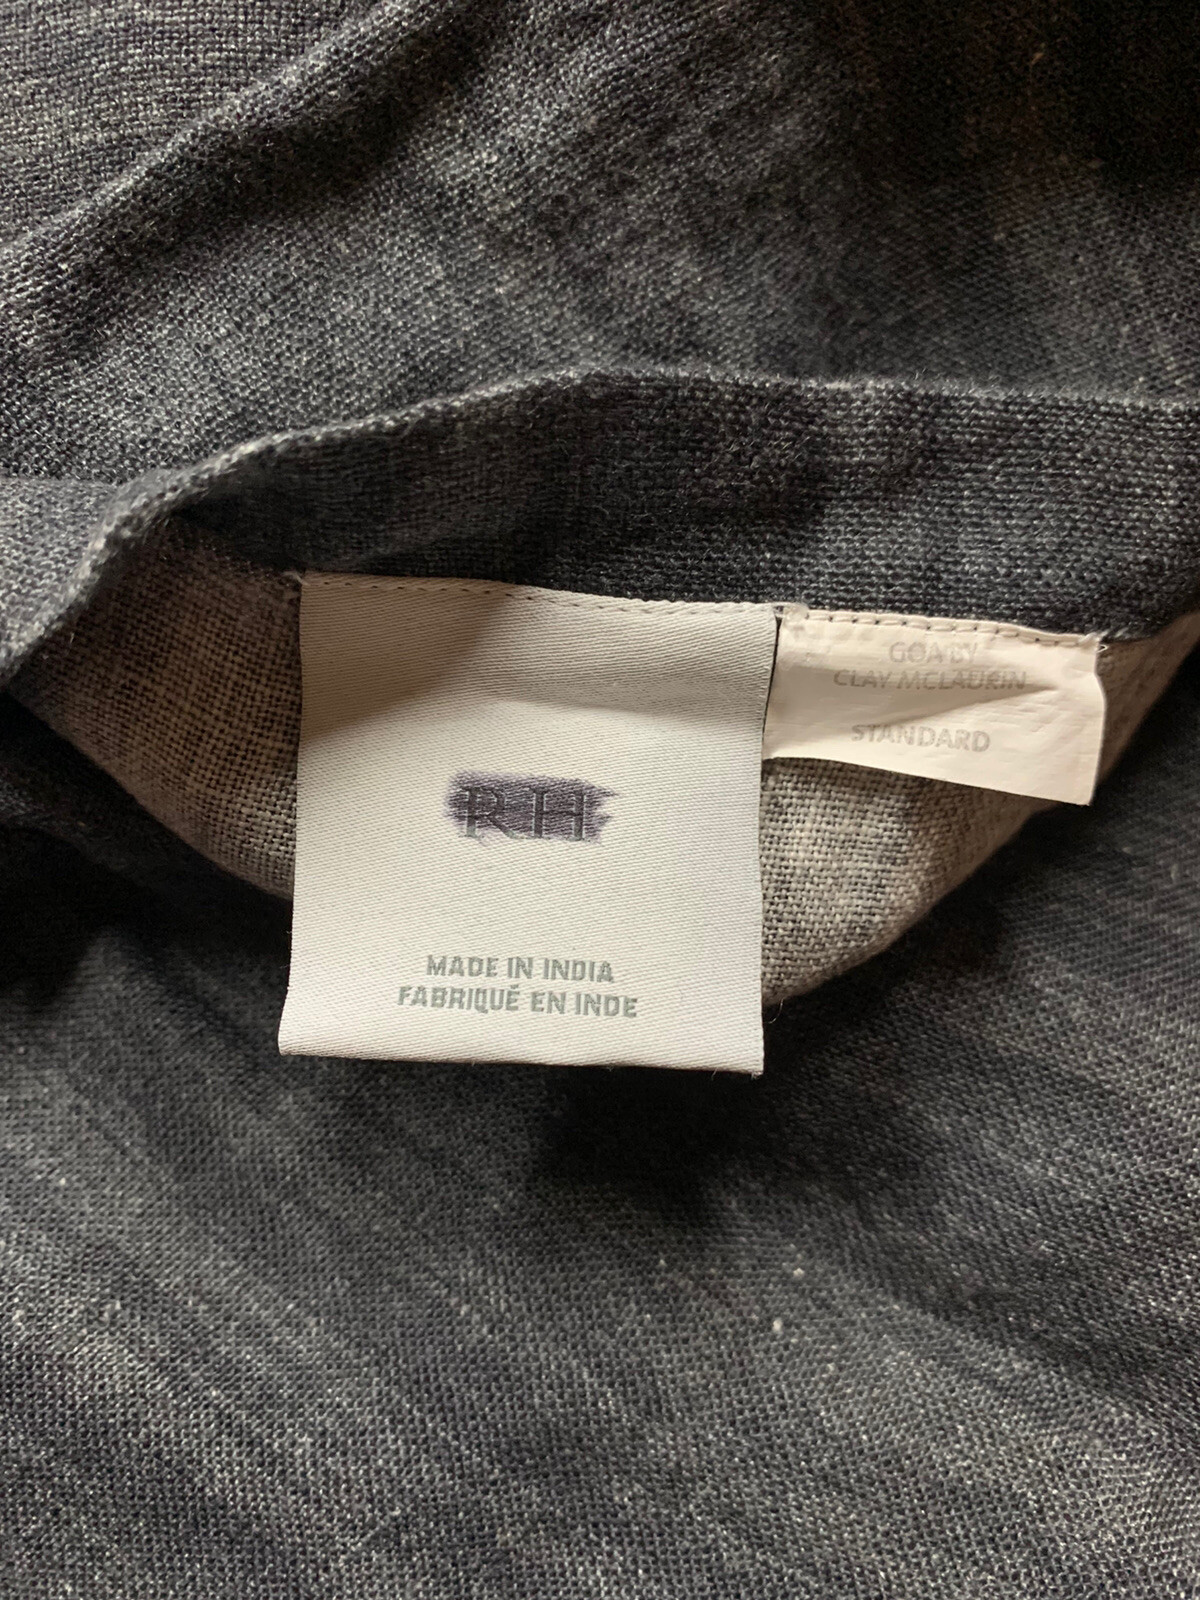 RH
MADE IN INDIA
FABRIQUÉ EN INDE
GOA BY
CLAY MCLAURIN
STANDARD